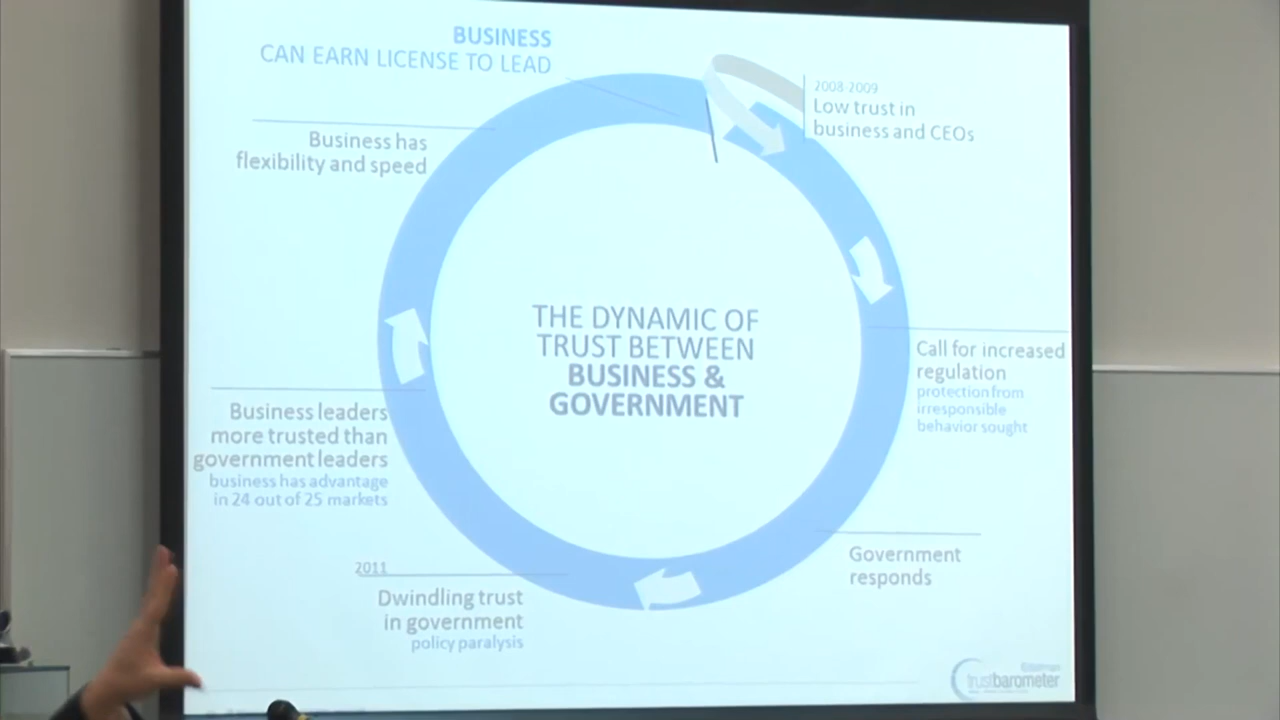 BUSINESS
CAN EARN LICENSE TO LEAD
2008-2009
Low trust in
business and CEOs
Business has
flexibility and speed
THE DYNAMIC OF
TRUST BETWEEN
BUSINESS &
GOVERNMENT
Call for increased
regulation
protection from
irresponsible
behavior sought
Business leaders
more trusted than
government leaders
business has advantage
in 24 out of 25 markets
Government
responds
2011
Dwindling trust
in government
policy paralysis
trustbarometer